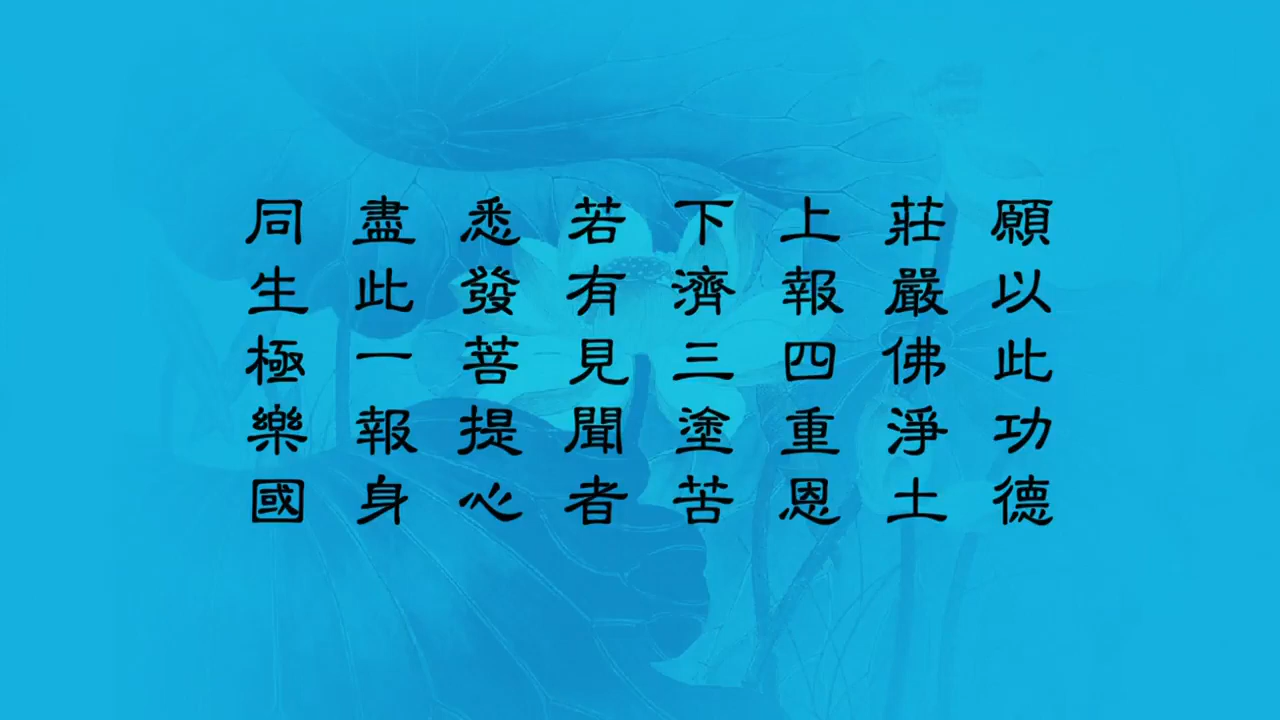 願以此功德
莊嚴佛淨土
上報四重恩
下濟三塗苦
若有見聞者
悉發菩提心
盡此一報身
同生極樂國